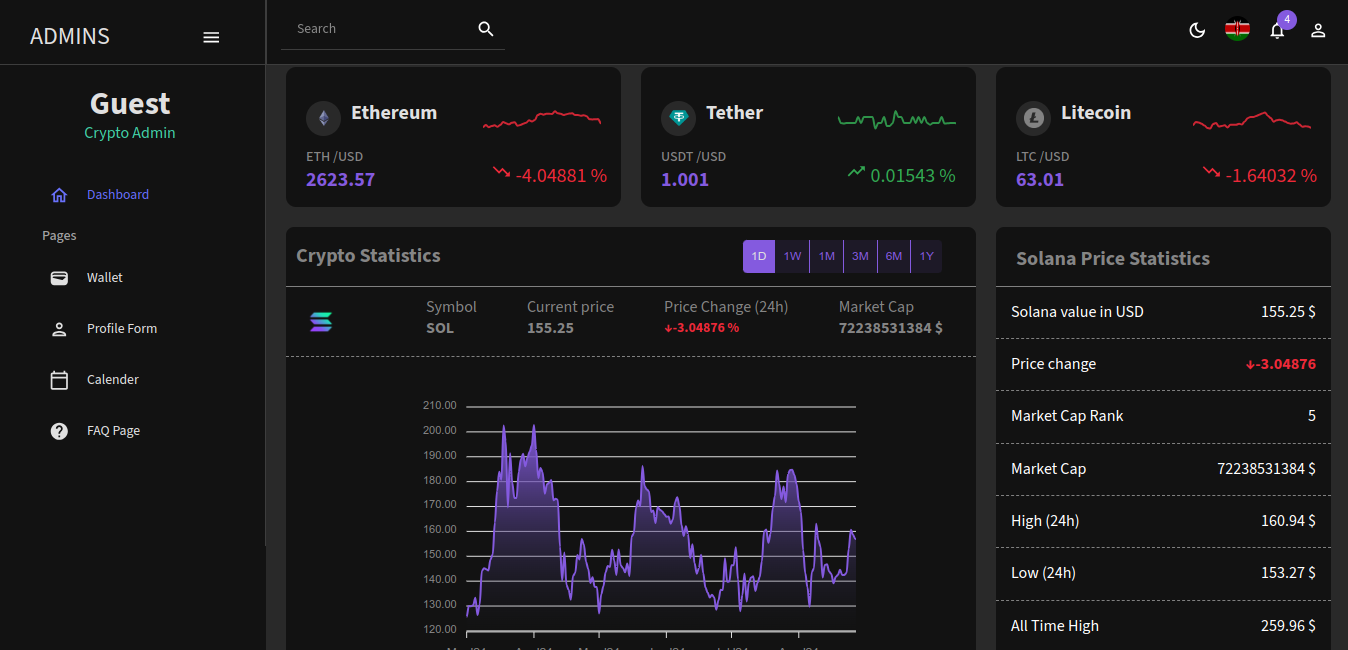 ADMINS
Search
4
Guest
Crypto Admin
Dashboard
Pages
Wallet
Profile Form
Calender
FAQ Page
Ethereum
ETH /USD
2623.57
-4.04881 %
Tether
USDT /USD
1.001
0.01543 %
Litecoin
LTC /USD
63.01
-1.64032 %
Crypto Statistics
1D 1W 1M 3M 6M 1Y
Symbol Current price Price Change (24h) Market Cap
SOL 155.25 -3.04876 % 72238531384 $
210.00
200.00
190.00
180.00
170.00
160.00
150.00
140.00
130.00
120.00
Solana Price Statistics
Solana value in USD 155.25 $
Price change -3.04876
Market Cap Rank 5
Market Cap 72238531384 $
High (24h) 160.94 $
Low (24h) 153.27 $
All Time High 259.96 $